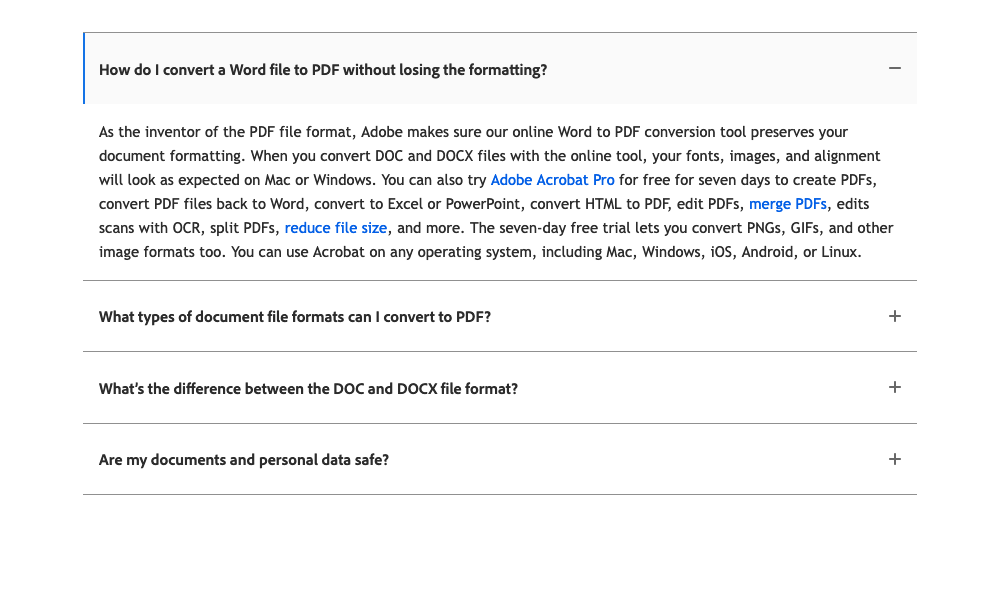 How do I convert a Word file to PDF without losing the formatting?
As the inventor of the PDF file format, Adobe makes sure our online Word to PDF conversion tool preserves your
document formatting. When you convert DOC and DOCX files with the online tool, your fonts, images, and alignment
will look as expected on Mac or Windows. You can also try Adobe Acrobat Pro for free for seven days to create PDFs,
convert PDF files back to Word, convert to Excel or PowerPoint, convert HTML to PDF, edit PDFs, merge PDFs, edits
scans with OCR, split PDFs, reduce file size, and more. The seven-day free trial lets you convert PNGs, GIFs, and other
image formats too. You can use Acrobat on any operating system, including Mac, Windows, iOS, Android, or Linux.
What types of document file formats can I convert to PDF?
What's the difference between the DOC and DOCX file format?
Are my documents and personal data safe?